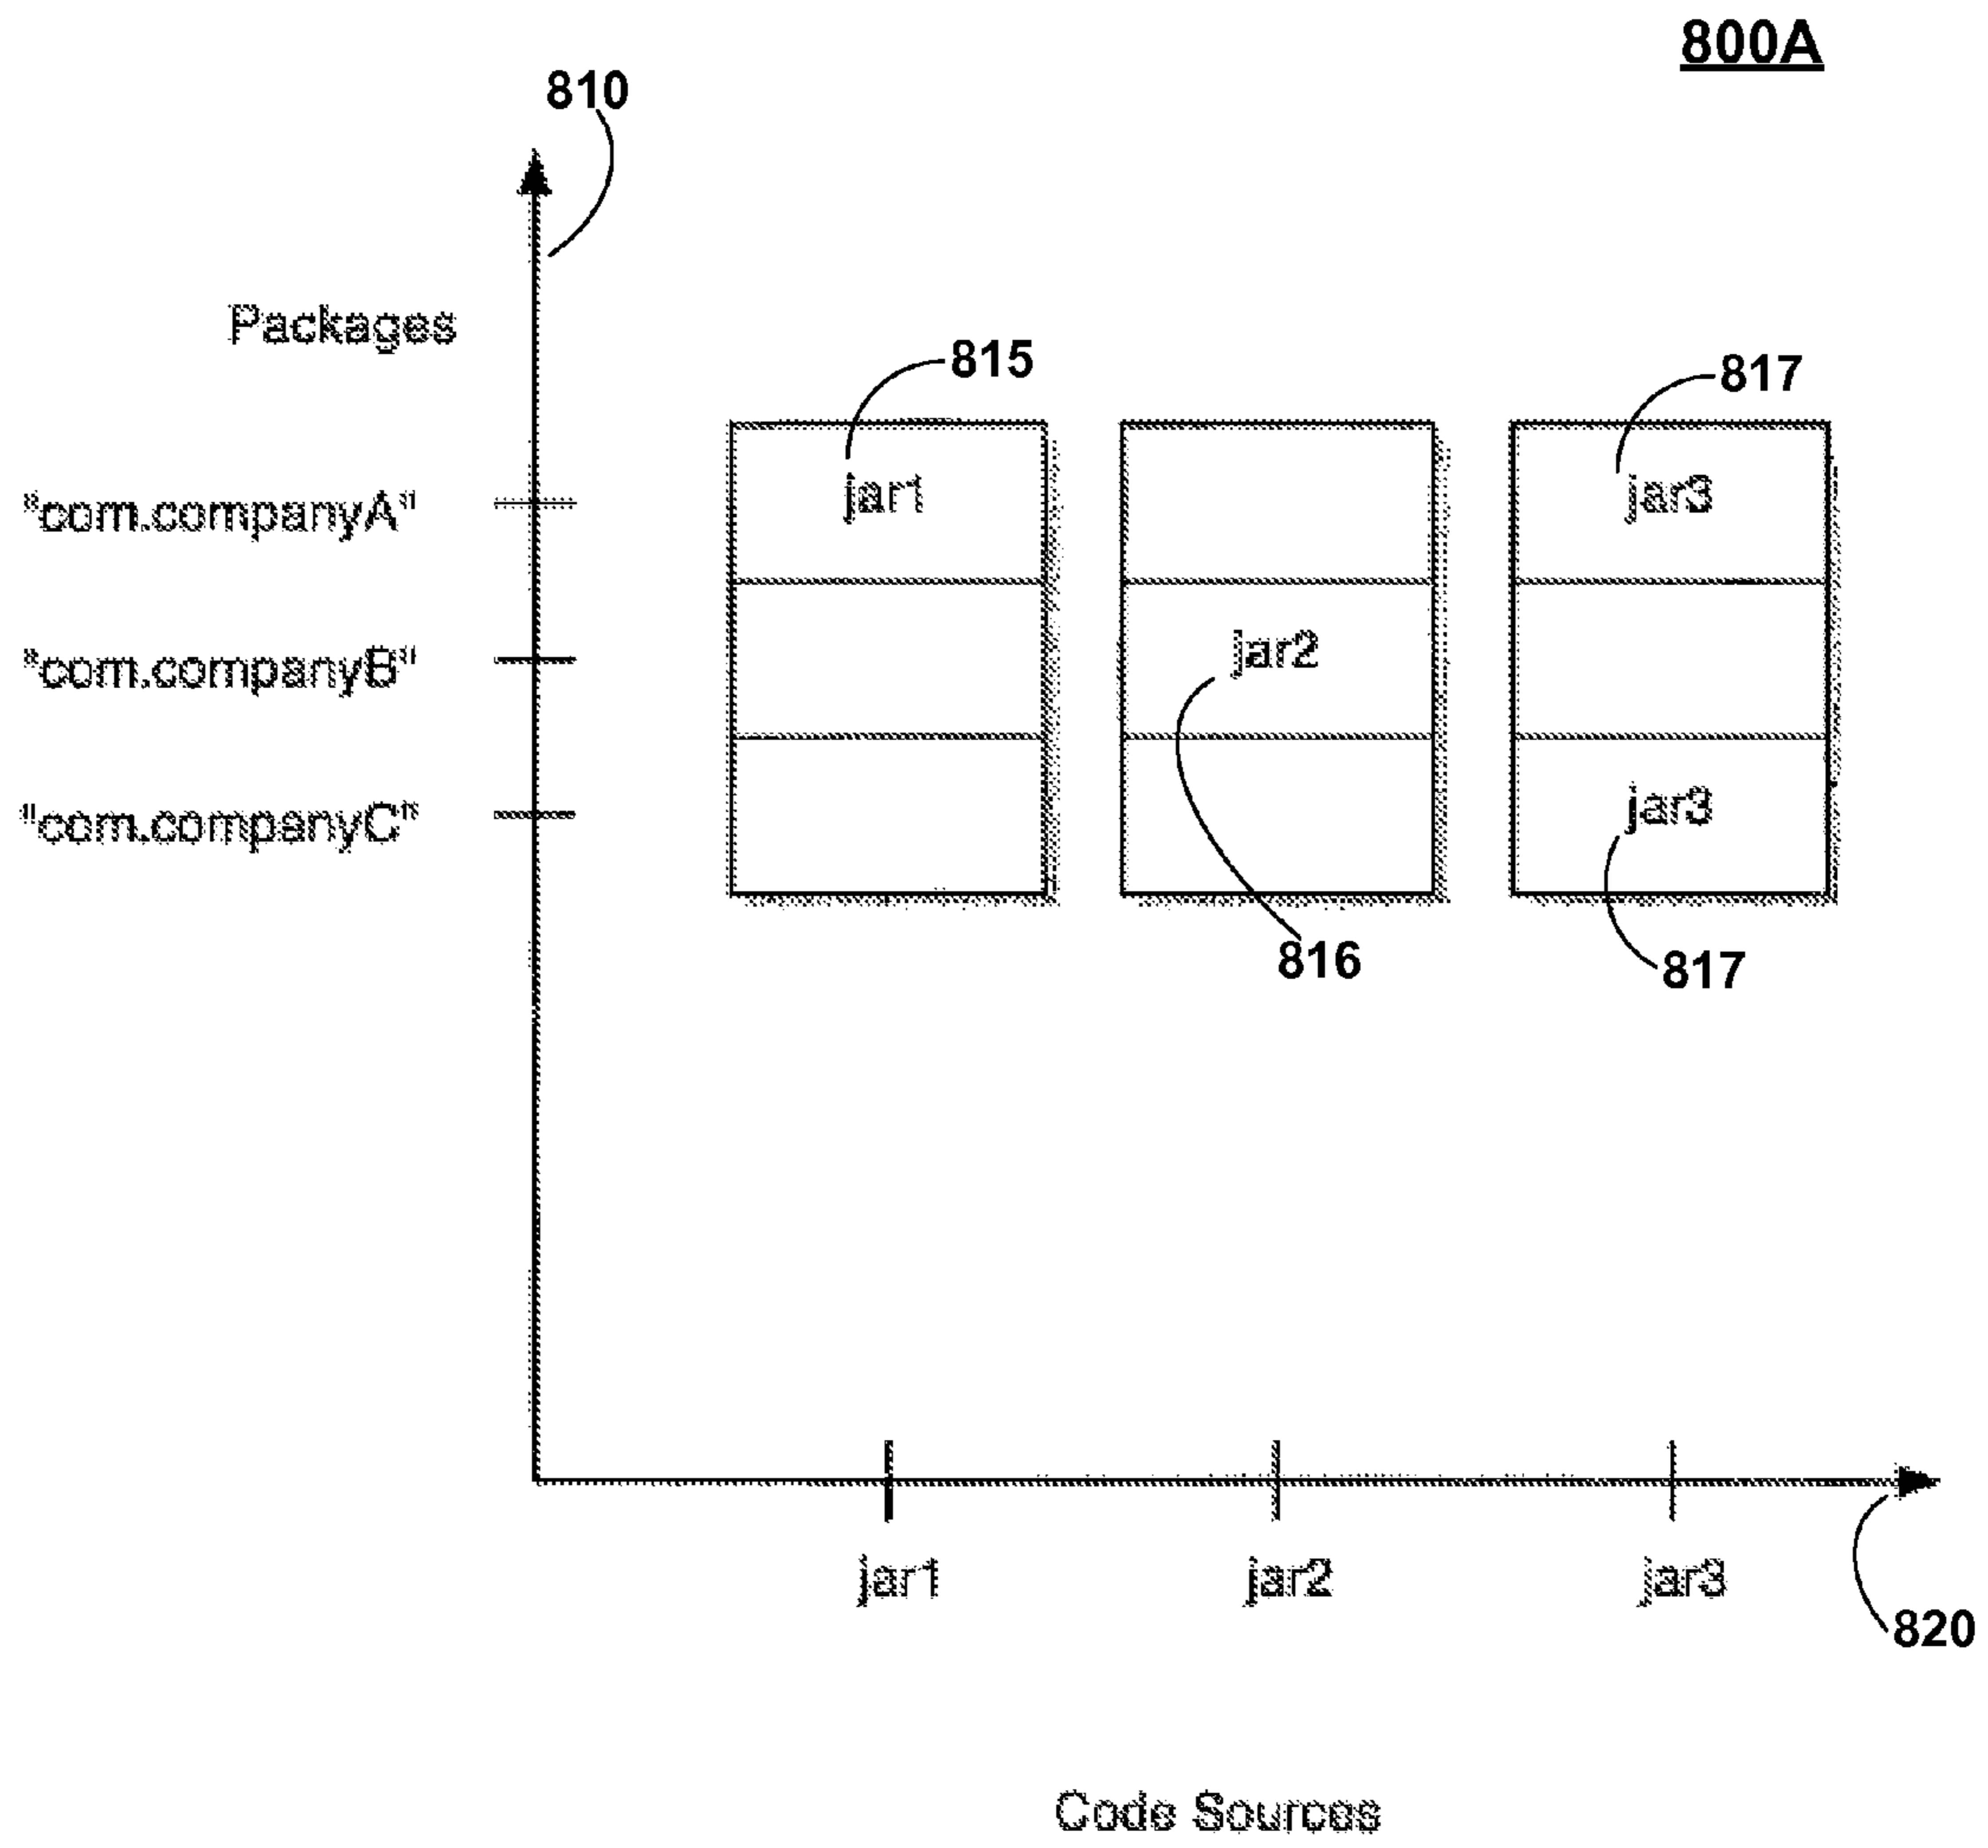 800A
810
Packages
815
817
"com.companyA"
jar1
jar3
"com.companyB"
jar2
"com.companyC"
jar3
816
817
jar1
jar2
jar3
820
Code Sources